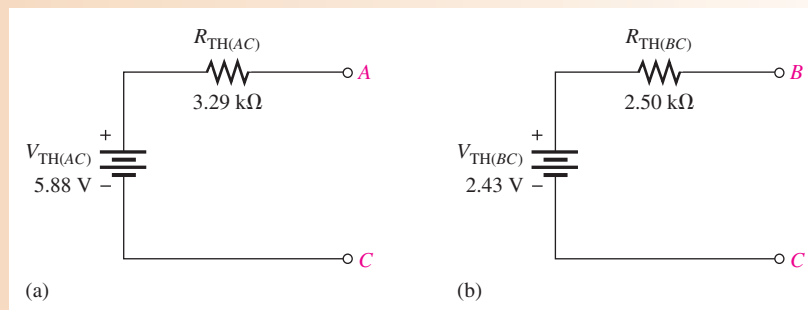 R_TH(AC)
A
3.29 kΩ
+
V_TH(AC)
5.88 V
−
C
(a)
R_TH(BC)
B
2.50 kΩ
+
V_TH(BC)
2.43 V
−
C
(b)